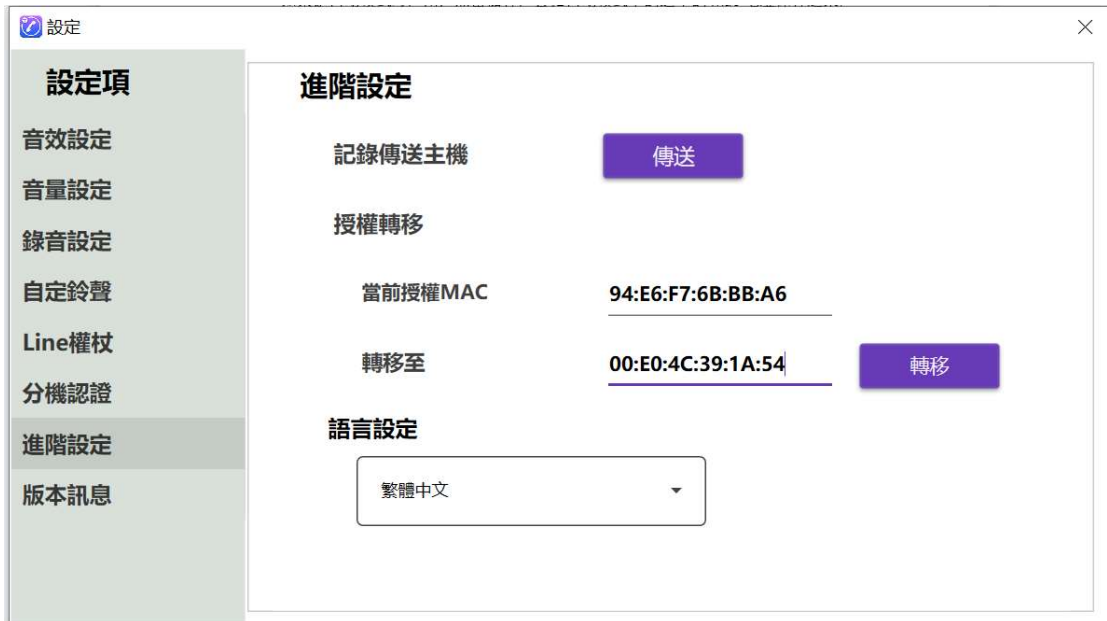 設定
設定項
音效設定
音量設定
錄音設定
自定鈴聲
Line權杖
分機認證
進階設定
版本訊息
進階設定
記錄傳送主機 傳送
授權轉移
當前授權MAC 94:E6:F7:6B:BB:A6
轉移至 00:E0:4C:39:1A:54 轉移
語言設定
繁體中文